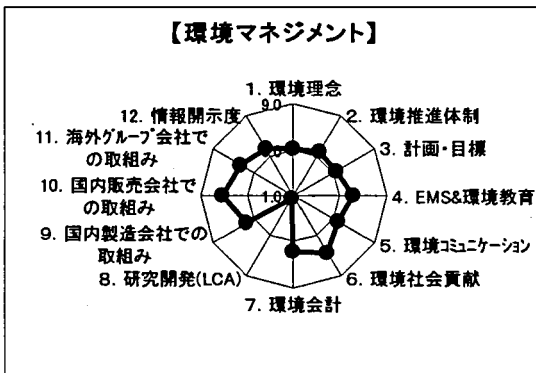 【環境マネジメント】
1. 環境理念
9.0
12. 情報開示度
2. 環境推進体制
11. 海外グループ会社で
の取組み
3. 計画・目標
10. 国内販売会社で
の取組み
1.0
4. EMS&環境教育
9. 国内製造会社での
取組み
5. 環境コミュニケーション
8. 研究開発(LCA)
6. 環境社会貢献
7. 環境会計